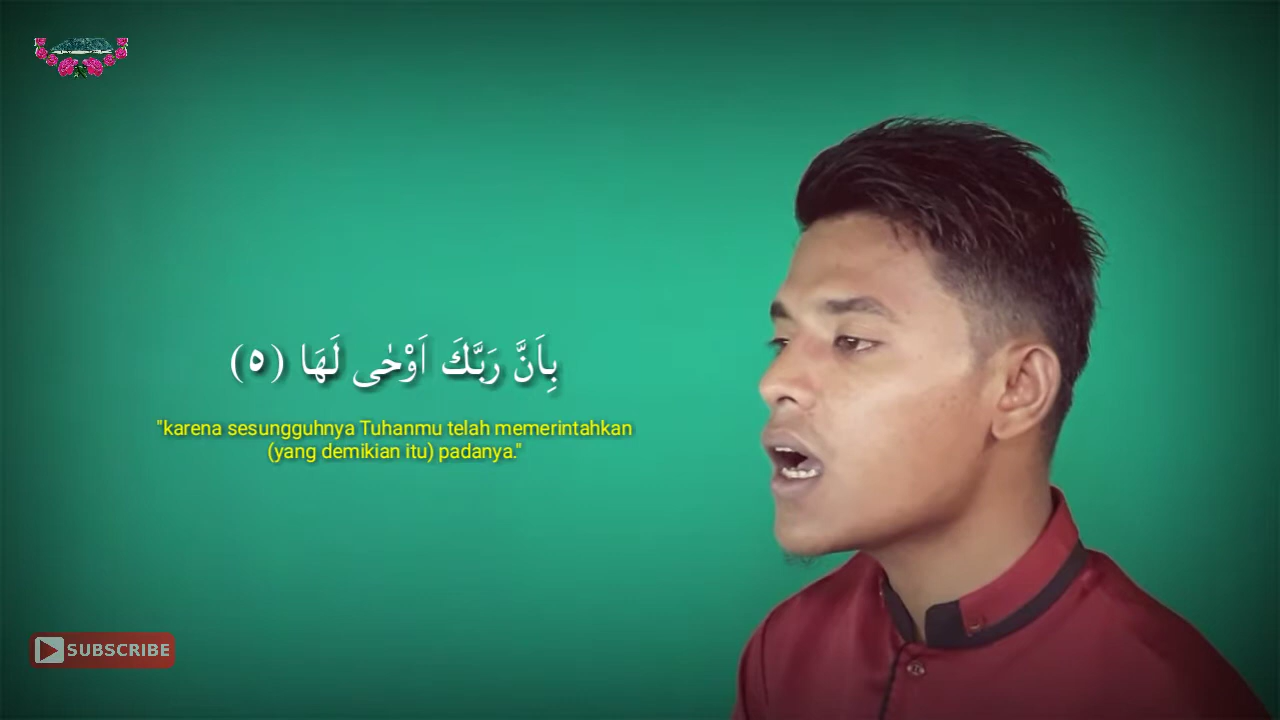 بِاَنَّ رَبَّكَ اَوْحٰى لَهَا (٥)
"karena sesungguhnya Tuhanmu telah memerintahkan
(yang demikian itu) padanya."
SUBSCRIBE